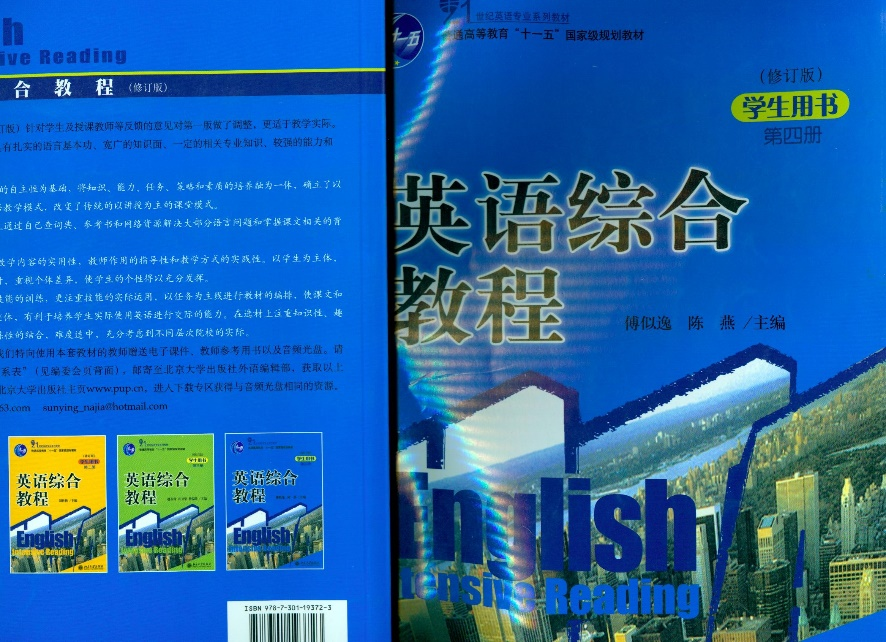 h
ive Reading
合 教 程 (修订版)
订版）针对学生及授课教师等反馈的意见对第一版做了调整，更适于教学实际。
有扎实的语言基本功、宽广的知识面、一定的相关专业知识、较强的能力和
的自主性为基础，将知识、能力、任务、策略和素质的培养融为一体，确立了以
教学模式，改变了传统的以讲授为主的课堂模式。
通过自己查词典、参考书和网络资源解决大部分语言问题和掌握课文相关的背
教学内容的实用性，教师作用的指导性和教学方式的实践性。以学生为主体，
重视个体差异，使学生的个性得以充分发挥。
技能的训练，更注重技能的实际运用，以任务为主线进行教材的编排，使课文和
体，有利于培养学生实际使用英语进行交际的能力。在选材上注重知识性、趣
味性的结合，难度适中，充分考虑到不同层次院校的实际。
我们特向使用本套教材的教师赠送电子课件、教师参考用书以及音频光盘。请
系表”（见编委会页背面），邮寄至北京大学出版社外语编辑部，获取以上
北京大学出版社主页www.pup.cn，进入下载专区获得与音频光盘相同的资源。
63.com sunying_najia@hotmail.com
英语综合
教程
English
Intensive Reading
英语综合
教程
English
Intensive Reading
英语综合
教程
English
Intensive Reading
ISBN 978-7-301-19372-3
21世纪英语专业系列教材
普通高等教育“十一五”国家级规划教材
十一五
（修订版）
学生用书
第四册
英语综合
教程
傅似逸 陈 燕／主编
English
tensive Reading